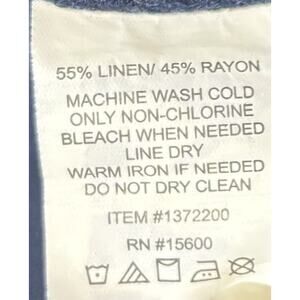 55% LINEN/ 45% RAYON
MACHINE WASH COLD
ONLY NON-CHLORINE
BLEACH WHEN NEEDED
LINE DRY
WARM IRON IF NEEDED
DO NOT DRY CLEAN
ITEM #1372200
RN #15600